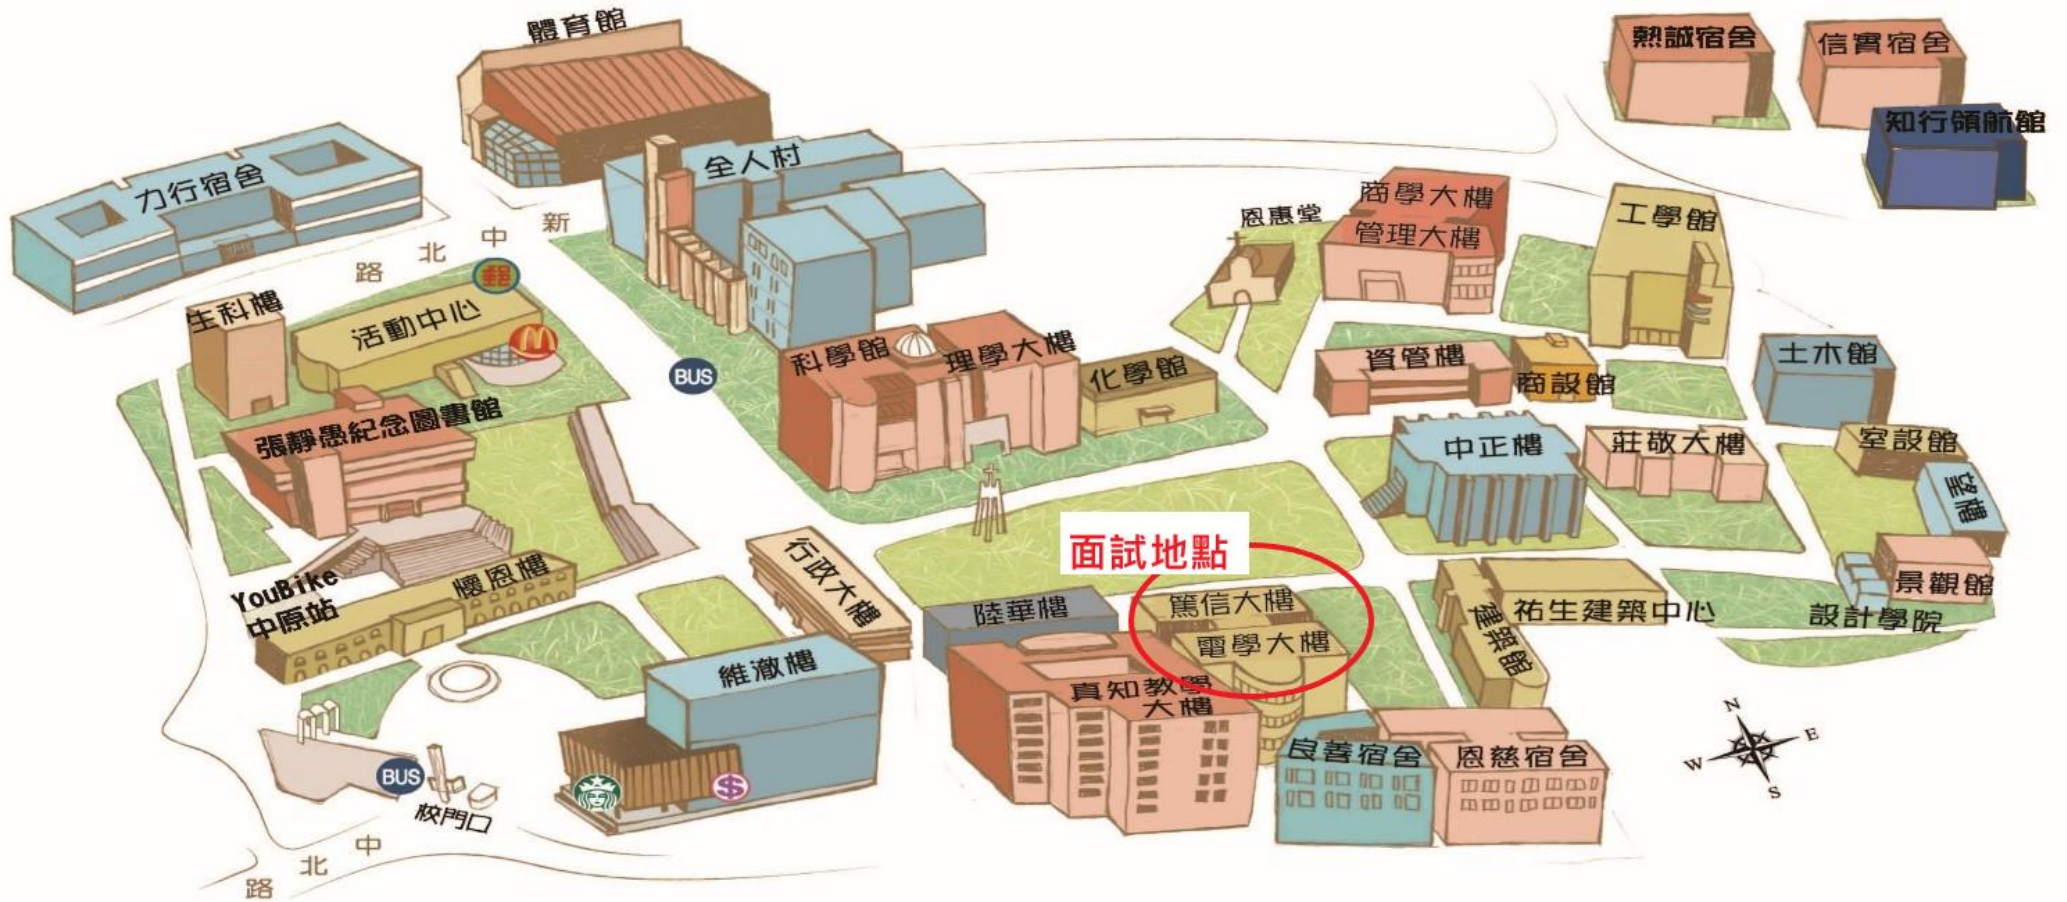 體育館
熱誠宿舍
信實宿舍
知行領航館
力行宿舍
全人村
新中北路
商學大樓
管理大樓
恩惠堂
工學館
郵
生科樓
活動中心
M
BUS
科學館
理學大樓
化學館
資管樓
商設館
土木館
張靜愚紀念圖書館
中正樓
莊敬大樓
室設館
望樓
面試地點
YouBike
中原站
懷恩樓
行政大樓
陸華樓
篤信大樓
電學大樓
建築館
祐生建築中心
景觀館
設計學院
維澈樓
真知教學
大樓
良善宿舍
恩慈宿舍
N
E
W
S
BUS
$
校門口
中北路